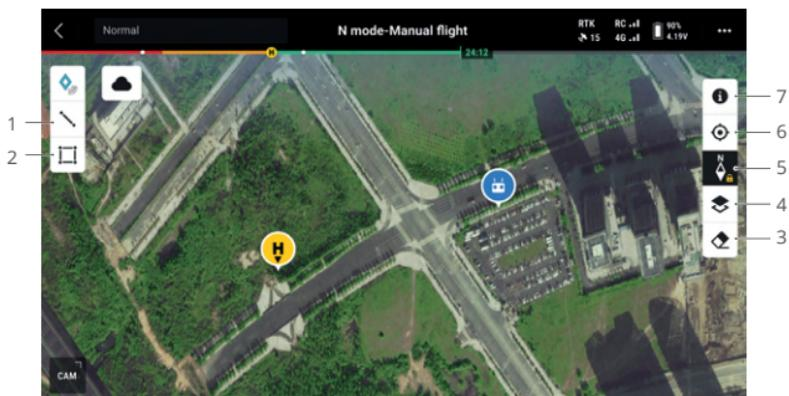 Normal
N mode-Manual flight
RTK
15
RC
4G
90%
4.19V
H
24:12
1
2
7
6
N
5
4
3
H
CAM